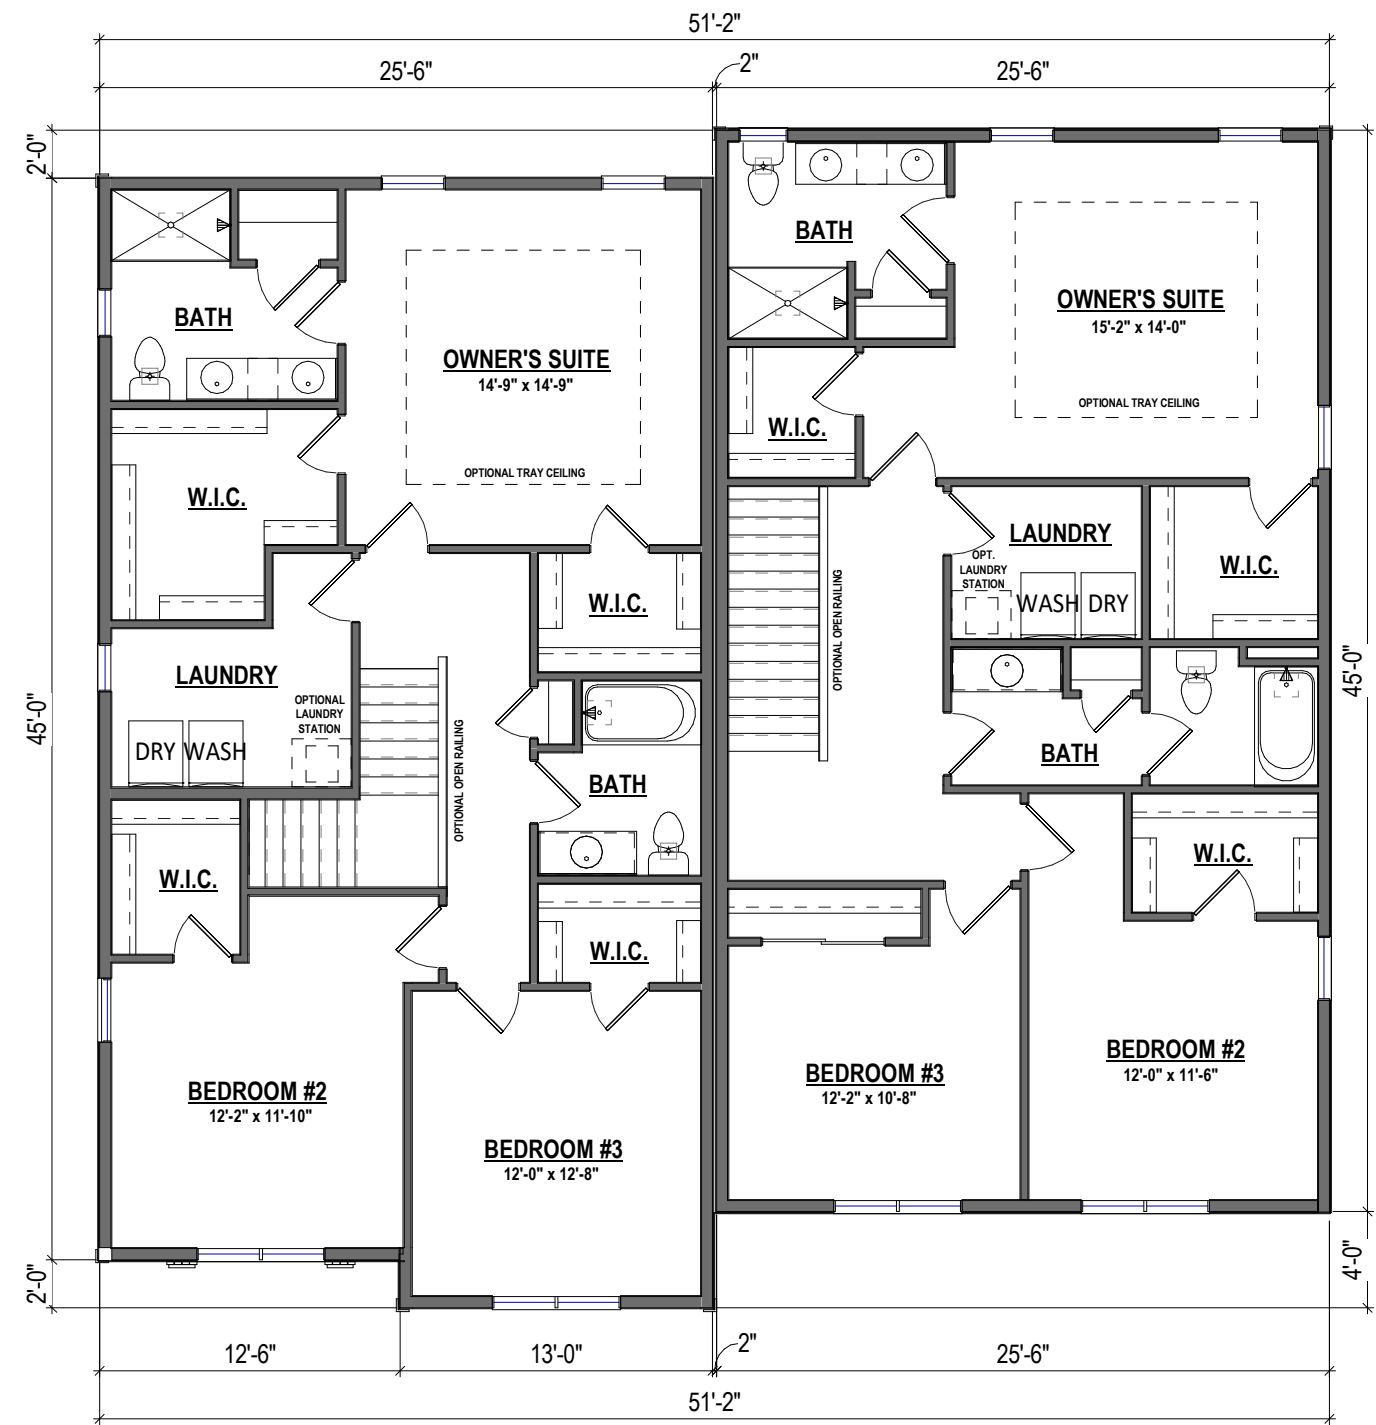 51'-2"
25'-6"
2"
25'-6"
2'-0"
BATH
OWNER'S SUITE
14'-9" x 14'-9"
OPTIONAL TRAY CEILING
W.I.C.
W.I.C.
LAUNDRY
OPTIONAL
LAUNDRY
STATION
DRY
WASH
OPTIONAL OPEN RAILING
BATH
W.I.C.
W.I.C.
BEDROOM #2
12'-2" x 11'-10"
BEDROOM #3
12'-0" x 12'-8"
45'-0"
2'-0"
BATH
OWNER'S SUITE
15'-2" x 14'-0"
OPTIONAL TRAY CEILING
W.I.C.
LAUNDRY
OPT.
LAUNDRY
STATION
WASH
DRY
W.I.C.
OPTIONAL OPEN RAILING
BATH
W.I.C.
BEDROOM #3
12'-2" x 10'-8"
BEDROOM #2
12'-0" x 11'-6"
45'-0"
4'-0"
12'-6"
13'-0"
2"
25'-6"
51'-2"